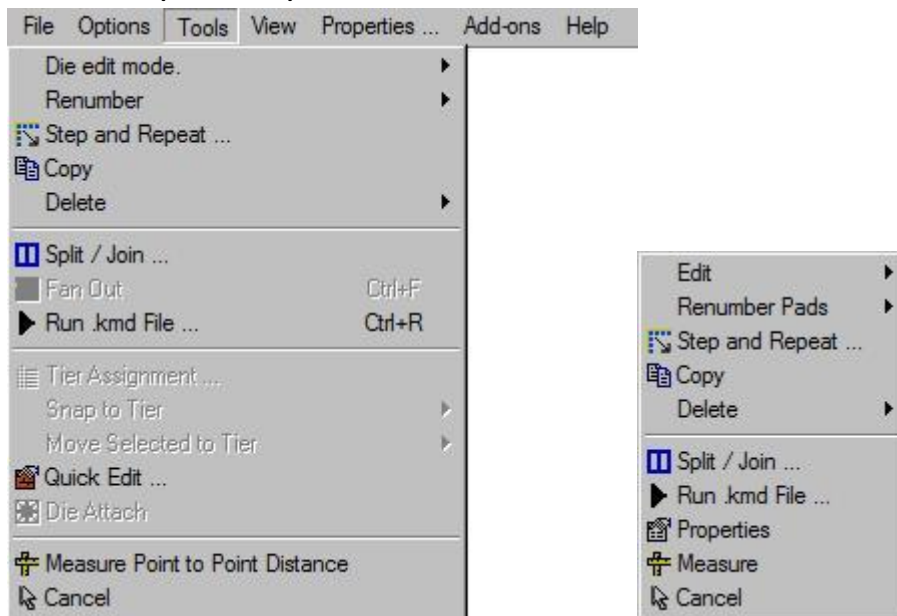 File Options Tools View Properties ... Add-ons Help
Die edit mode.
Renumber
Step and Repeat ...
Copy
Delete
Split / Join ...
Fan Out Ctrl+F
Run .kmd File ... Ctrl+R
Tier Assignment ...
Snap to Tier
Move Selected to Tier
Quick Edit ...
Die Attach
Measure Point to Point Distance
Cancel
Edit
Renumber Pads
Step and Repeat ...
Copy
Delete
Split / Join ...
Run .kmd File ...
Properties
Measure
Cancel